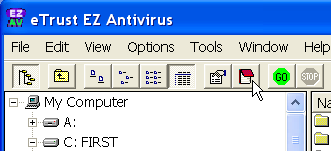 EZ AV eTrust EZ Antivirus
File Edit View Options Tools Window Help
GO STOP
My Computer Na
A:
C: FIRST